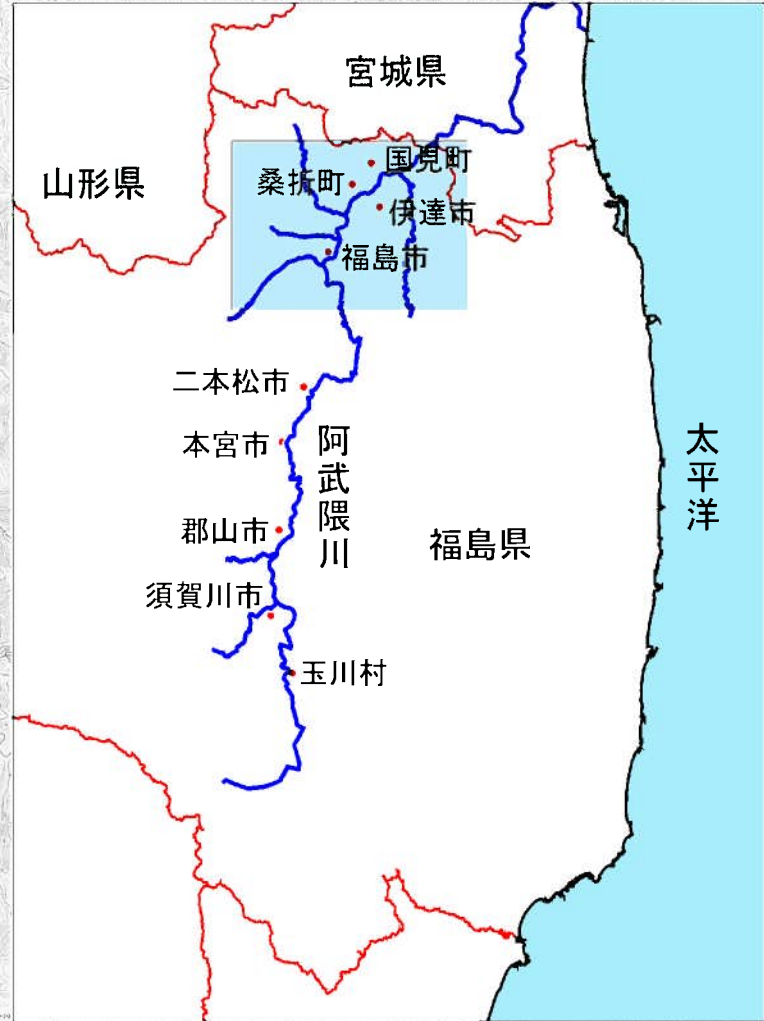 宮城県
国見町
桑折町
山形県
伊達市
福島市
二本松市
本宮市
阿武隈川
太平洋
郡山市
福島県
須賀川市
玉川村